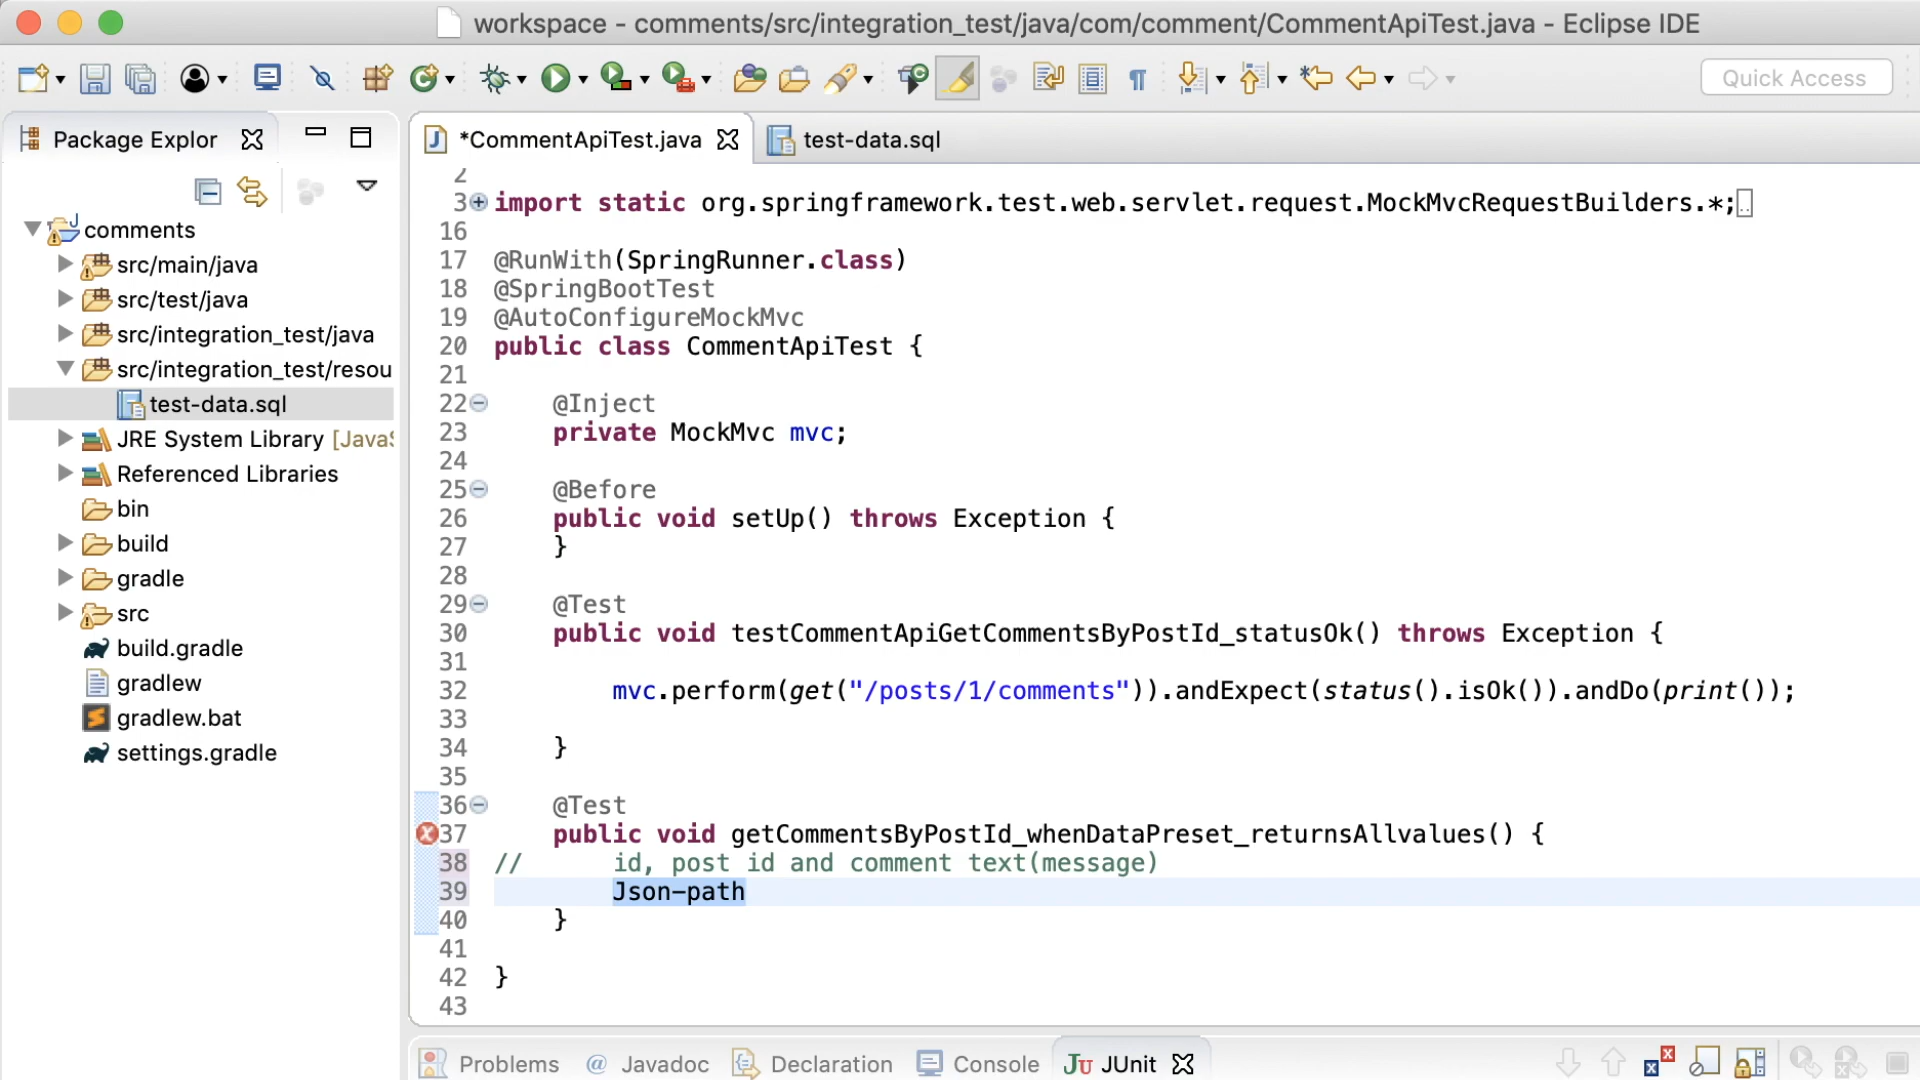 workspace - comments/src/integration_test/java/com/comment/CommentApiTest.java - Eclipse IDE
Quick Access
Package Explor
*CommentApiTest.java
test-data.sql
comments
src/main/java
src/test/java
src/integration_test/java
src/integration_test/resou
test-data.sql
JRE System Library [JavaS
Referenced Libraries
bin
build
gradle
src
build.gradle
gradlew
gradlew.bat
settings.gradle
2
3 import static org.springframework.test.web.servlet.request.MockMvcRequestBuilders.*;
16
17 @RunWith(SpringRunner.class)
18 @SpringBootTest
19 @AutoConfigureMockMvc
20 public class CommentApiTest {
21
22 @Inject
23 private MockMvc mvc;
24
25 @Before
26 public void setUp() throws Exception {
27 }
28
29 @Test
30 public void testCommentApiGetCommentsByPostId_statusOk() throws Exception {
31
32 mvc.perform(get("/posts/1/comments")).andExpect(status().isOk()).andDo(print());
33
34 }
35
36 @Test
37 public void getCommentsByPostId_whenDataPreset_returnsAllvalues() {
38 // id, post id and comment text(message)
39 Json-path
40 }
41
42 }
43
Problems
@ Javadoc
Declaration
Console
JUnit